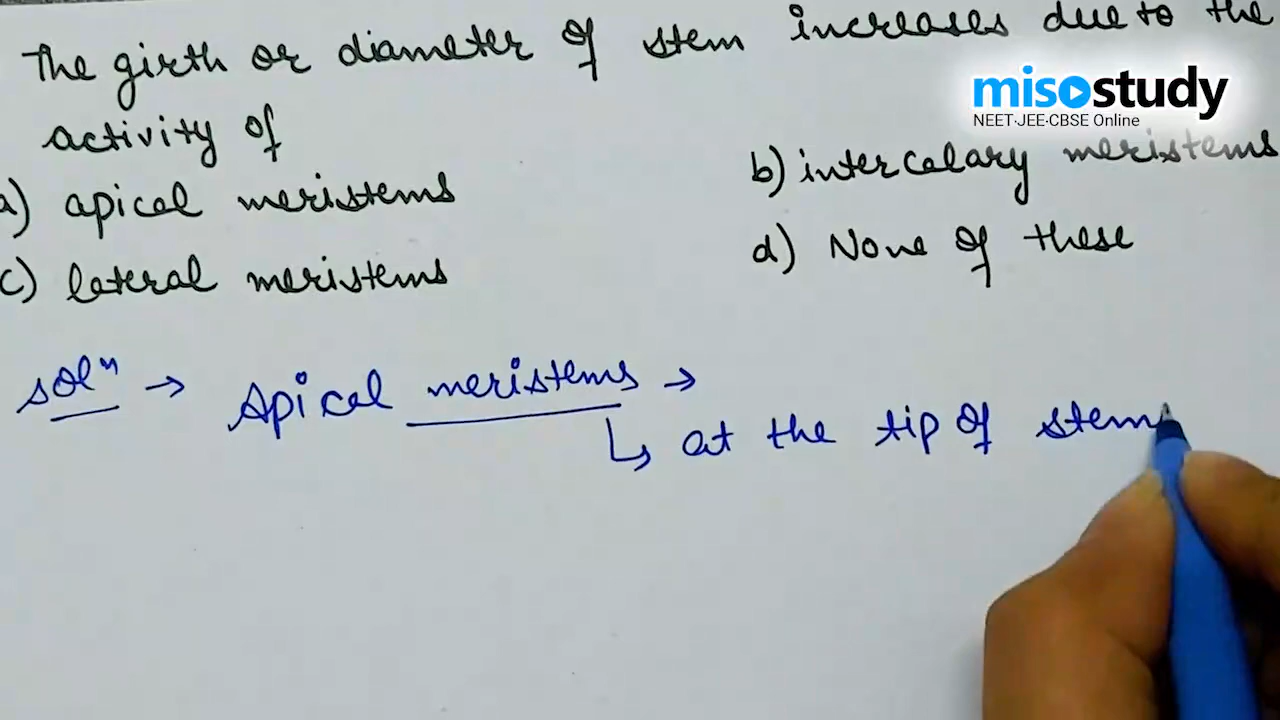 The girth or diameter of stem increases due to the
misostudy
NEET-JEE-CBSE Online
activity of
a) apical meristems
b) intercalary meristems
c) lateral meristems
d) None of these
solⁿ → Apical meristems →
↳ at the tip of stem